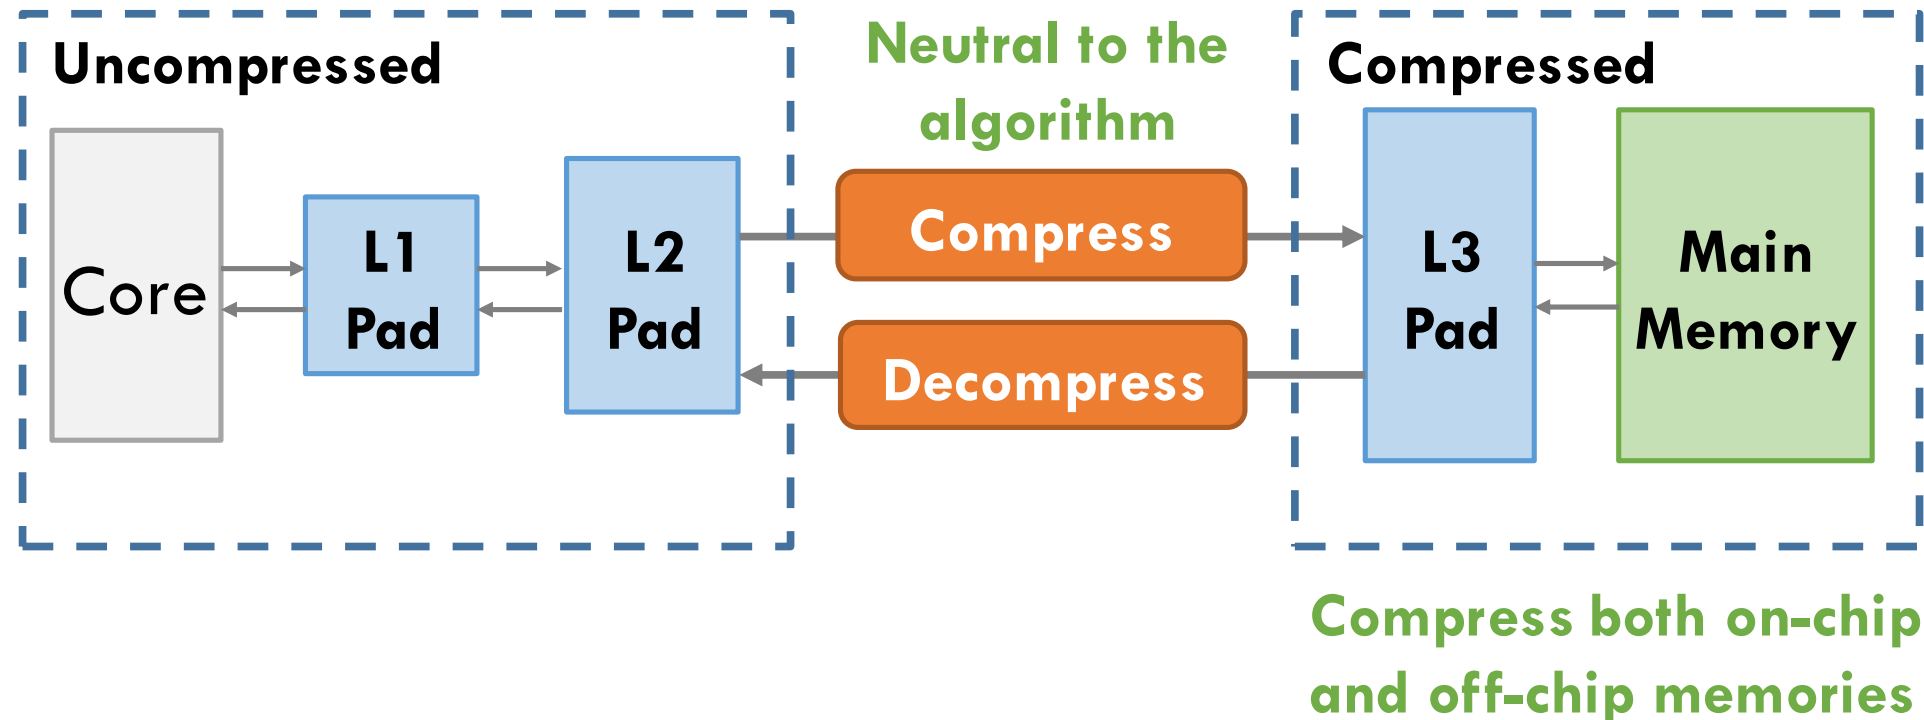 Uncompressed
Neutral to the
algorithm
Compressed
Core
L1
Pad
L2
Pad
Compress
Decompress
L3
Pad
Main
Memory
Compress both on-chip
and off-chip memories